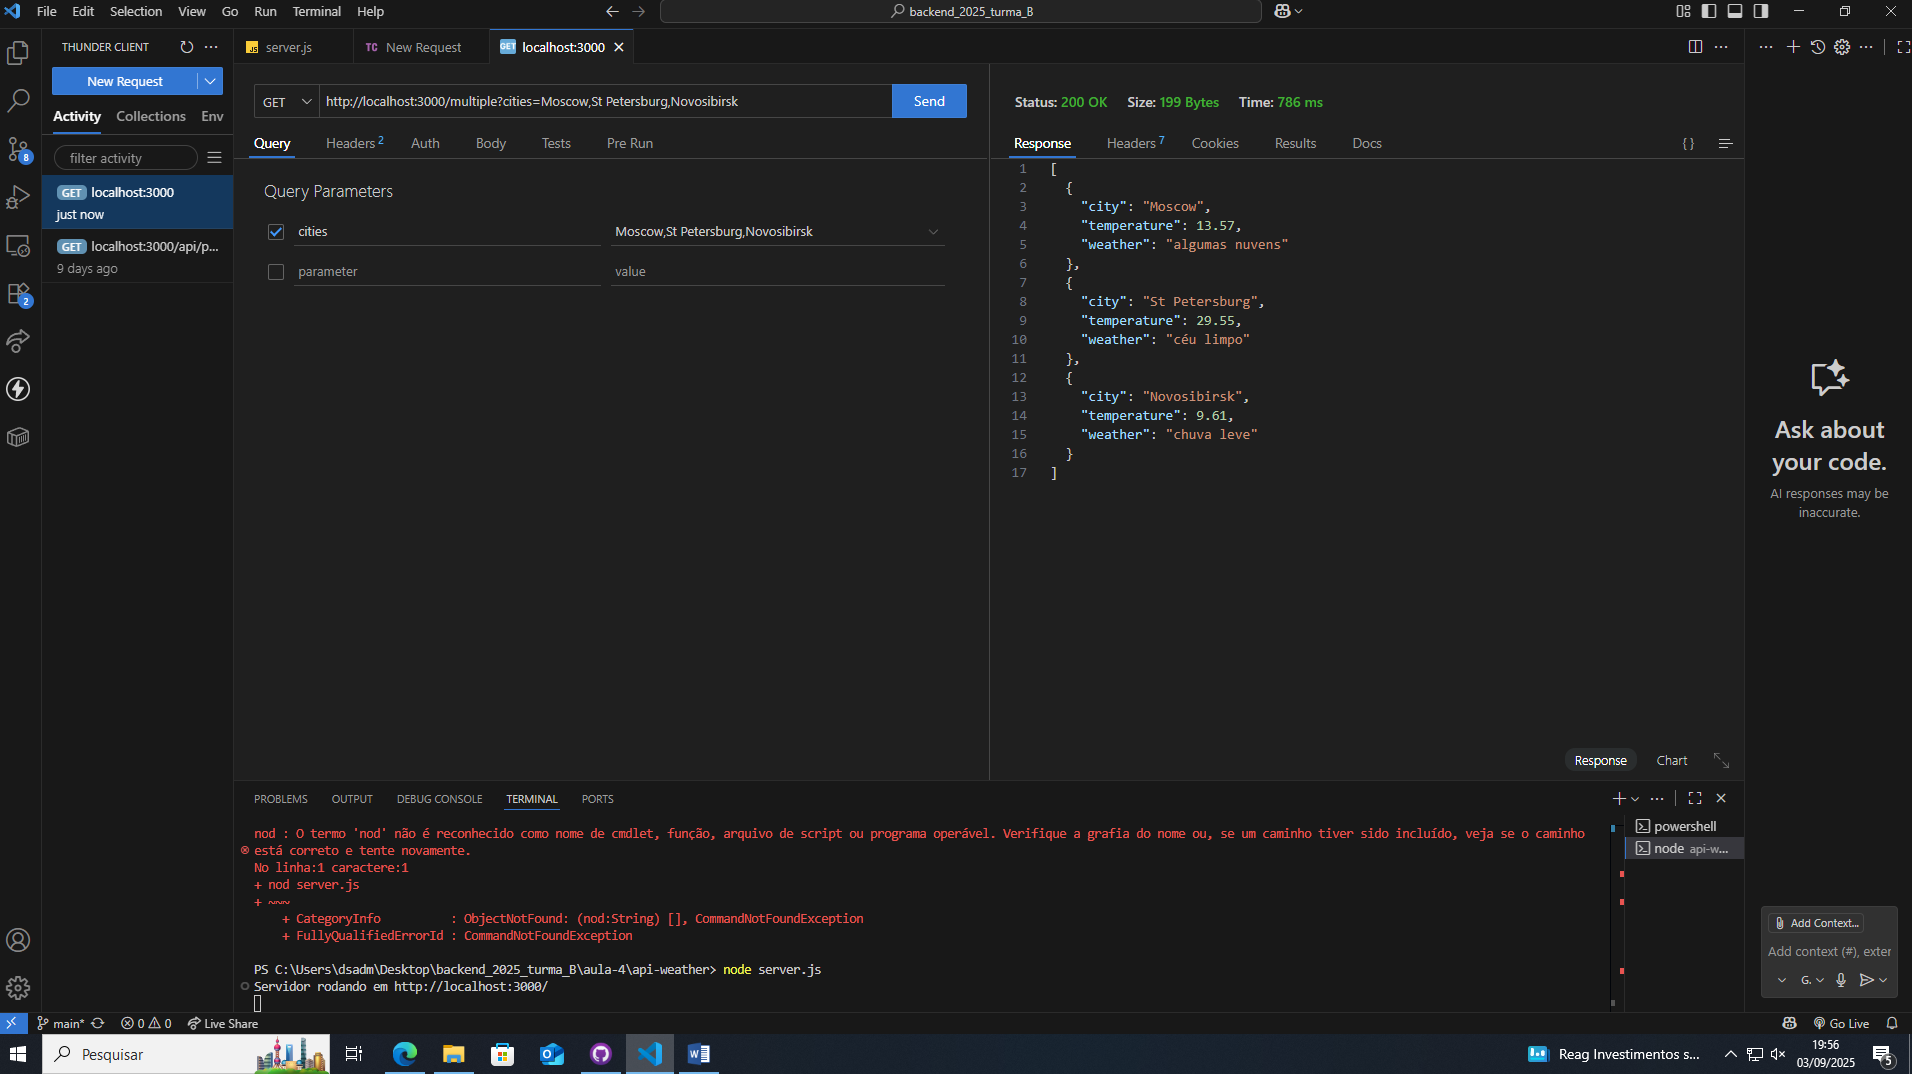 File Edit Selection View Go Run Terminal Help
backend_2025_turma_B
THUNDER CLIENT
New Request
Activity Collections Env
filter activity
GET localhost:3000
just now
GET localhost:3000/api/p...
9 days ago
8
2
JS server.js
TC New Request
GET localhost:3000
GET
http://localhost:3000/multiple?cities=Moscow,St Petersburg,Novosibirsk
Send
Query Headers 2 Auth Body Tests Pre Run
Query Parameters
cities Moscow,St Petersburg,Novosibirsk
parameter value
Status: 200 OK Size: 199 Bytes Time: 786 ms
Response Headers 7 Cookies Results Docs
{ }
1 [
2 {
3 "city": "Moscow",
4 "temperature": 13.57,
5 "weather": "algumas nuvens"
6 },
7 {
8 "city": "St Petersburg",
9 "temperature": 29.55,
10 "weather": "céu limpo"
11 },
12 {
13 "city": "Novosibirsk",
14 "temperature": 9.61,
15 "weather": "chuva leve"
16 }
17 ]
Response Chart
Ask about
your code.
AI responses may be
inaccurate.
Add Context...
Add context (#), exter
G.
PROBLEMS OUTPUT DEBUG CONSOLE TERMINAL PORTS
nod : O termo 'nod' não é reconhecido como nome de cmdlet, função, arquivo de script ou programa operável. Verifique a grafia do nome ou, se um caminho tiver sido incluído, veja se o caminho
está correto e tente novamente.
No linha:1 caractere:1
+ nod server.js
+ ~~~
+ CategoryInfo : ObjectNotFound: (nod:String) [], CommandNotFoundException
+ FullyQualifiedErrorId : CommandNotFoundException
PS C:\Users\dsadm\Desktop\backend_2025_turma_B\aula-4\api-weather> node server.js
Servidor rodando em http://localhost:3000/
powershell
node api-w...
main* 0 0 Live Share
Go Live
Pesquisar
Reag Investimentos s...
19:56
03/09/2025
5